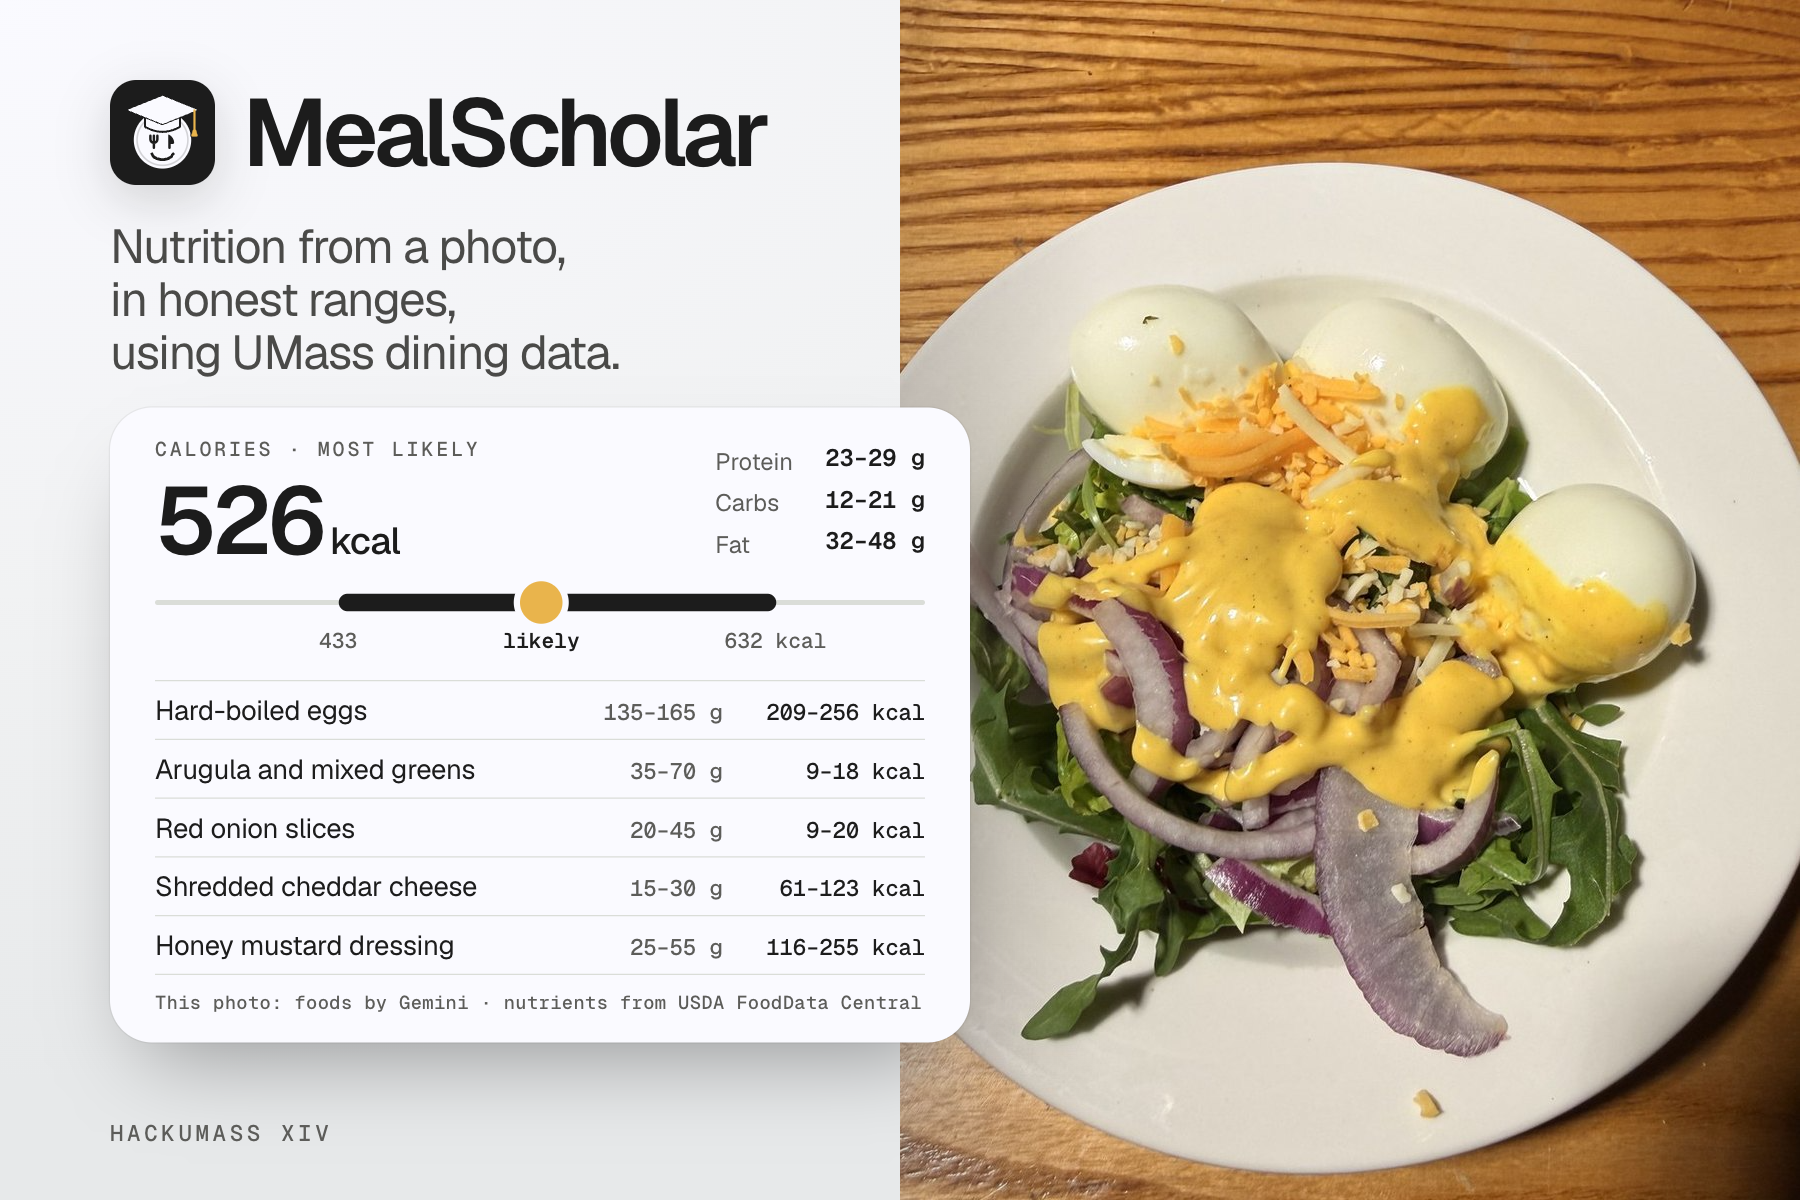 MealScholar
Nutrition from a photo,
in honest ranges,
using UMass dining data.
CALORIES · MOST LIKELY
526 kcal
Protein 23–29 g
Carbs 12–21 g
Fat 32–48 g
433 likely 632 kcal
Hard-boiled eggs 135–165 g 209–256 kcal
Arugula and mixed greens 35–70 g 9–18 kcal
Red onion slices 20–45 g 9–20 kcal
Shredded cheddar cheese 15–30 g 61–123 kcal
Honey mustard dressing 25–55 g 116–255 kcal
This photo: foods by Gemini · nutrients from USDA FoodData Central
HACKUMASS XIV